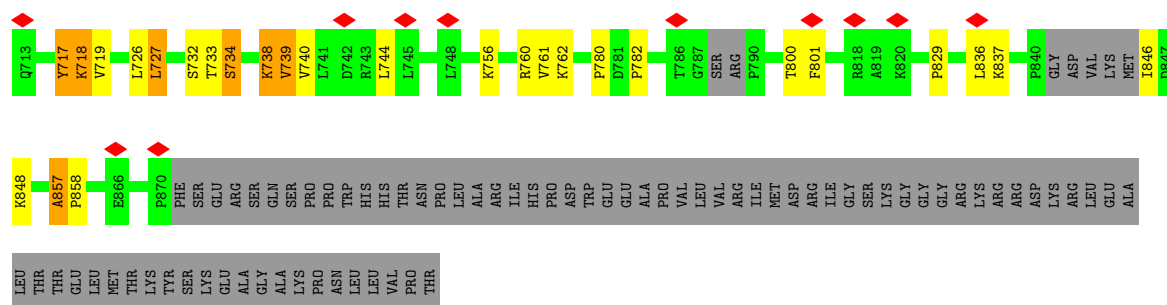 Q713 Y717 K718 V719 L726 L727 S732 T733 S734 K738 V739 V740 L741 D742 R743 L744 L745 L748 K756 R760 V761 K762 P780 D781 P782 T786 G787 SER ARG P790 T800 F801 R818 A819 K820 P829 L836 K837 P840 GLY ASP VAL LYS MET I846 D847
K848 A857 P858 E866 P870 PHE SER GLU ARG SER GLN SER PRO PRO TRP HIS HIS THR ASN PRO LEU ALA ARG ILE HIS PRO ASP TRP GLU GLU ALA PRO VAL LEU VAL ARG ILE MET ASP ARG ILE GLY SER LYS GLY GLY GLY ARG LYS ARG ARG ASP LYS ARG LEU GLU ALA
LEU THR THR GLU LEU MET THR LYS TYR SER LYS GLU ALA GLY ALA LYS PRO ASN LEU LEU VAL PRO THR